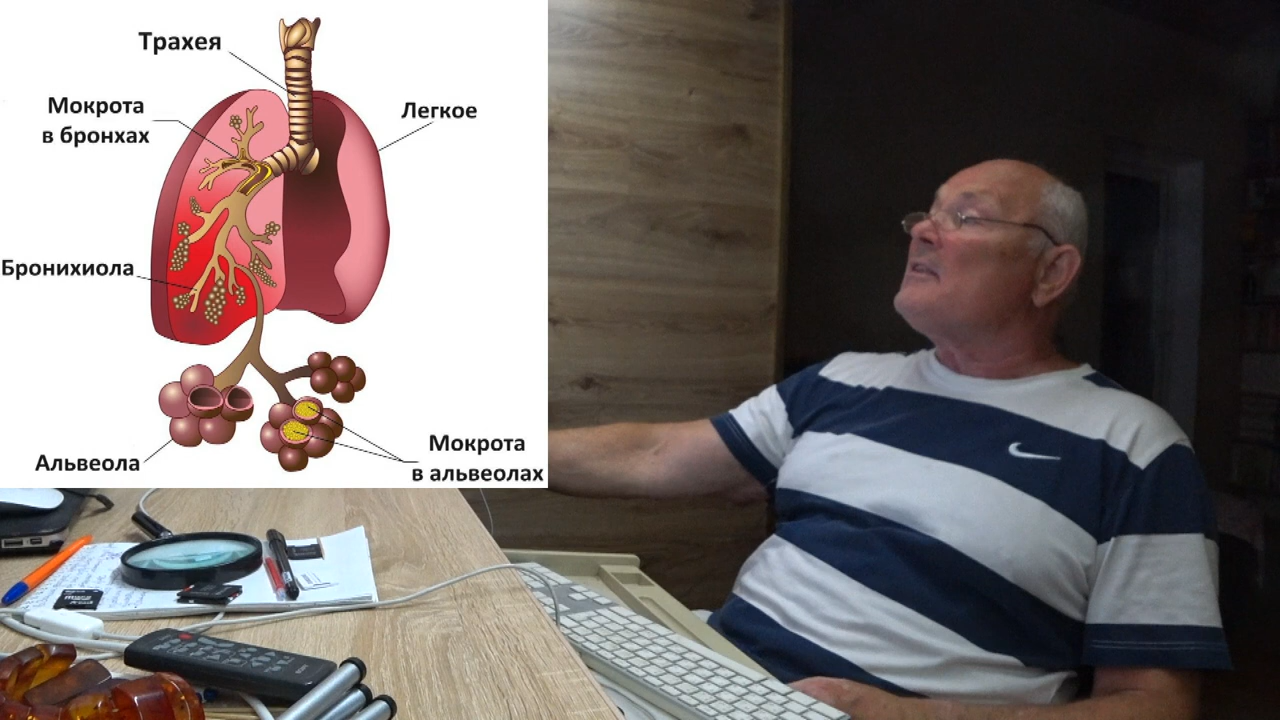 Трахея
Мокрота
в бронхах
Легкое
Бронихиола
Альвеола
Мокрота
в альвеолах